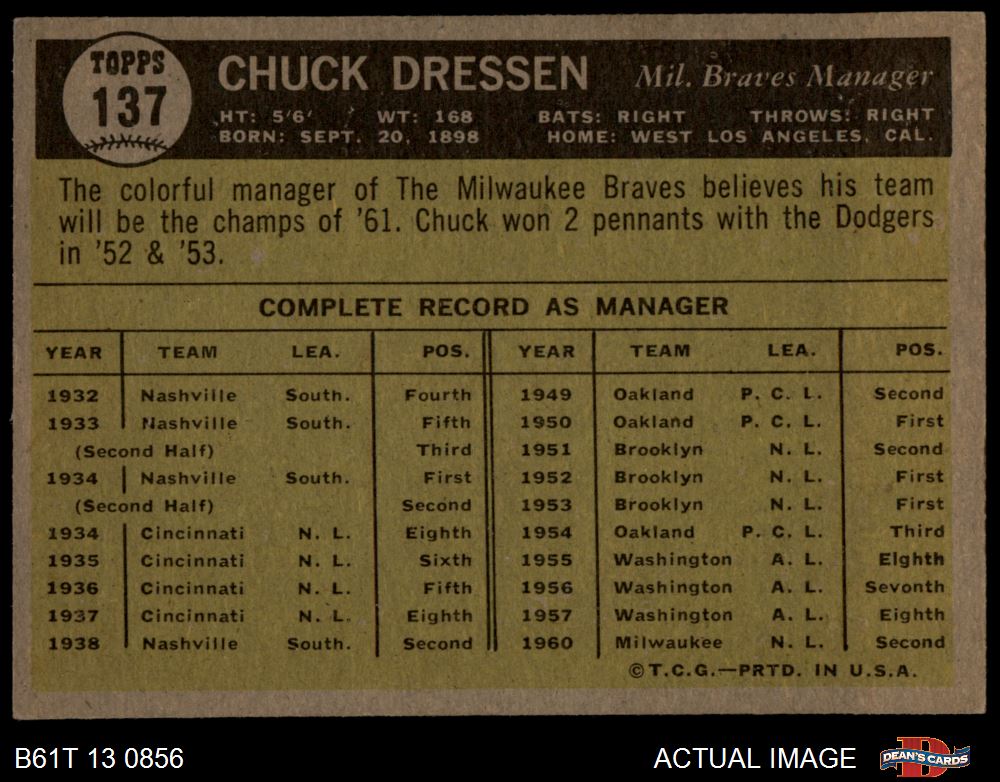 TOPPS
137
CHUCK DRESSEN Mil. Braves Manager
HT: 5'6' WT: 168 BATS: RIGHT THROWS: RIGHT
BORN: SEPT. 20, 1898 HOME: WEST LOS ANGELES, CAL.
The colorful manager of The Milwaukee Braves believes his team
will be the champs of '61. Chuck won 2 pennants with the Dodgers
in '52 & '53.
COMPLETE RECORD AS MANAGER
YEAR TEAM LEA. POS. YEAR TEAM LEA. POS.
1932 Nashville South. Fourth 1949 Oakland P. C. L. Second
1933 Nashville South. Fifth 1950 Oakland P. C. L. First
(Second Half) Third 1951 Brooklyn N. L. Second
1934 Nashville South. First 1952 Brooklyn N. L. First
(Second Half) Second 1953 Brooklyn N. L. First
1934 Cincinnati N. L. Eighth 1954 Oakland P. C. L. Third
1935 Cincinnati N. L. Sixth 1955 Washington A. L. Eighth
1936 Cincinnati N. L. Fifth 1956 Washington A. L. Sevonth
1937 Cincinnati N. L. Eighth 1957 Washington A. L. Eighth
1938 Nashville South. Second 1960 Milwaukee N. L. Second
©T.C.G.—PRTD. IN U.S.A.
B61T 13 0856 ACTUAL IMAGE DEAN'S CARDS